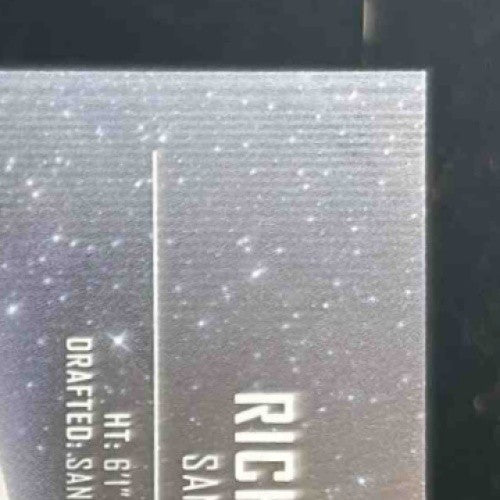 RICH
SAN
HT: 6'1"
DRAFTED: SAN